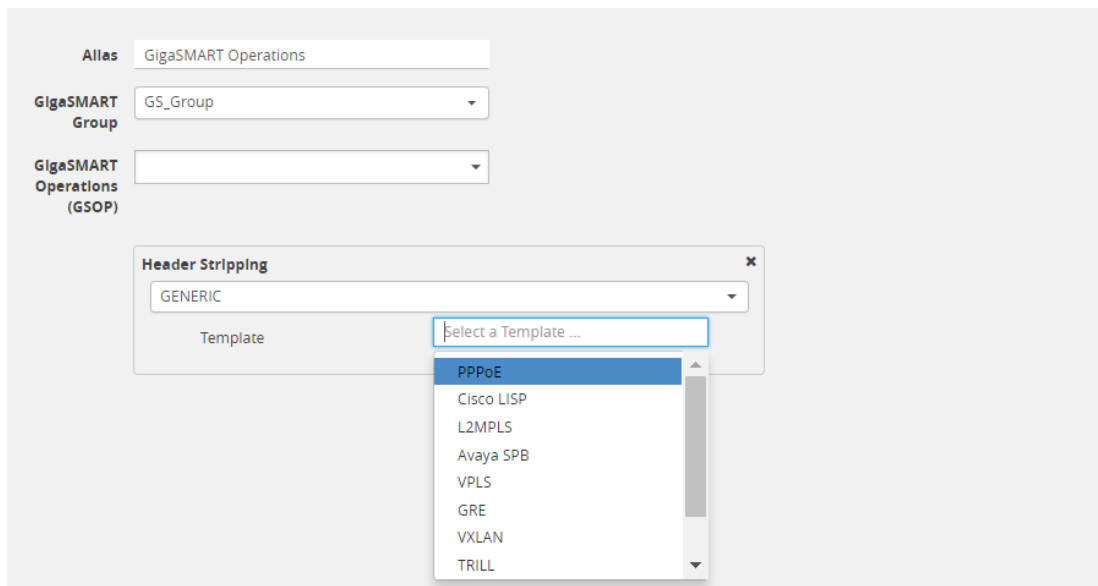 Alias
GigaSMART Operations
GigaSMART
Group
GS_Group
GigaSMART
Operations
(GSOP)
Header Stripping
GENERIC
Template
Select a Template ...
PPPoE
Cisco LISP
L2MPLS
Avaya SPB
VPLS
GRE
VXLAN
TRILL